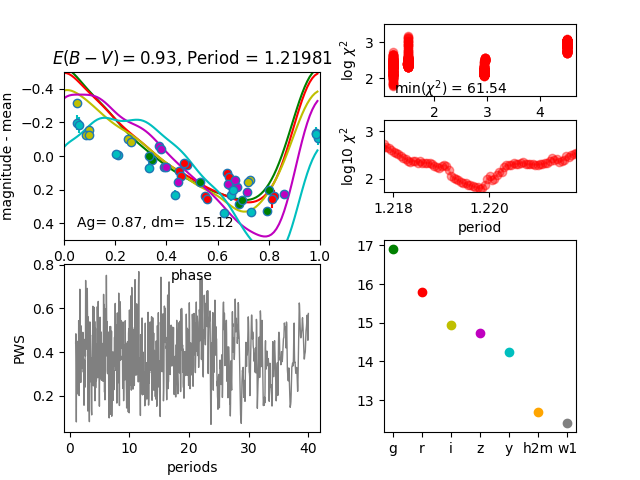 E(B − V) = 0.93, Period = 1.21981
−0.4
−0.2
0.0
0.2
0.4
magnitude - mean
Ag= 0.87, dm=  15.12
0.0 0.2 0.4 0.6 0.8 1.0
phase
3
2
log χ²
min(χ²) = 61.54
2 3 4
3
2
log10 χ²
1.218 1.220
period
0.8
0.6
0.4
0.2
PWS
0 10 20 30 40
periods
17
16
15
14
13
g r i z y h2m w1